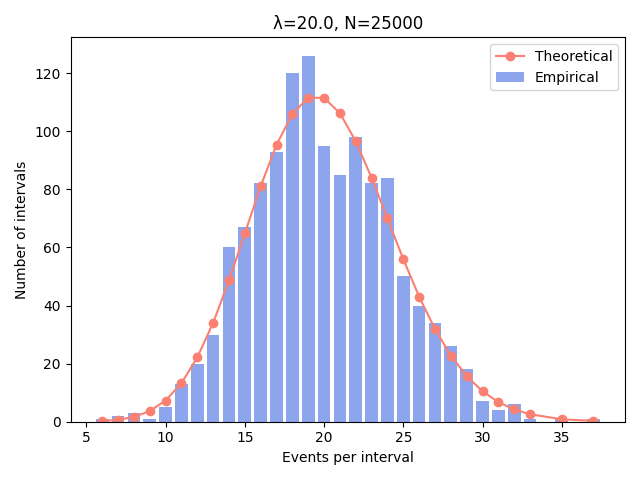 λ=20.0, N=25000
Theoretical
Empirical
Number of intervals
120
100
80
60
40
20
0
5
10
15
20
25
30
35
Events per interval